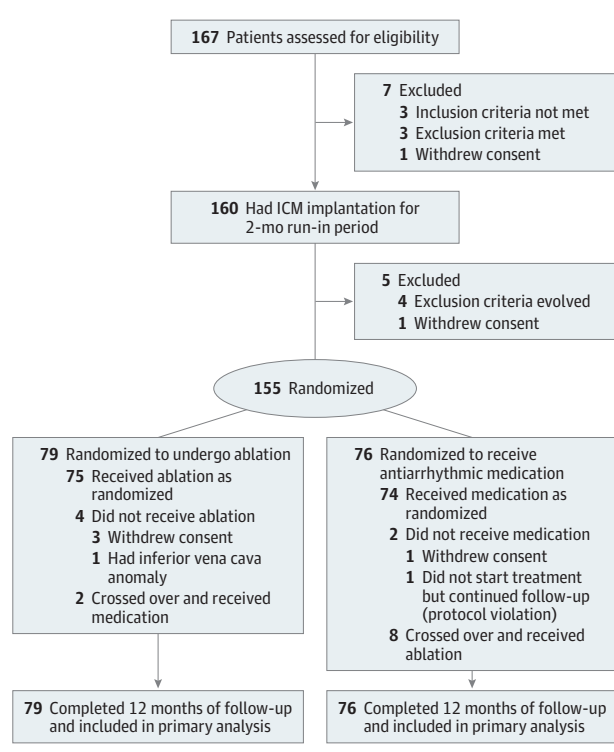 167 Patients assessed for eligibility
7 Excluded
3 Inclusion criteria not met
3 Exclusion criteria met
1 Withdrew consent
160 Had ICM implantation for
2-mo run-in period
5 Excluded
4 Exclusion criteria evolved
1 Withdrew consent
155 Randomized
79 Randomized to undergo ablation
75 Received ablation as
randomized
4 Did not receive ablation
3 Withdrew consent
1 Had inferior vena cava
anomaly
2 Crossed over and received
medication
76 Randomized to receive
antiarrhythmic medication
74 Received medication as
randomized
2 Did not receive medication
1 Withdrew consent
1 Did not start treatment
but continued follow-up
(protocol violation)
8 Crossed over and received
ablation
79 Completed 12 months of follow-up
and included in primary analysis
76 Completed 12 months of follow-up
and included in primary analysis